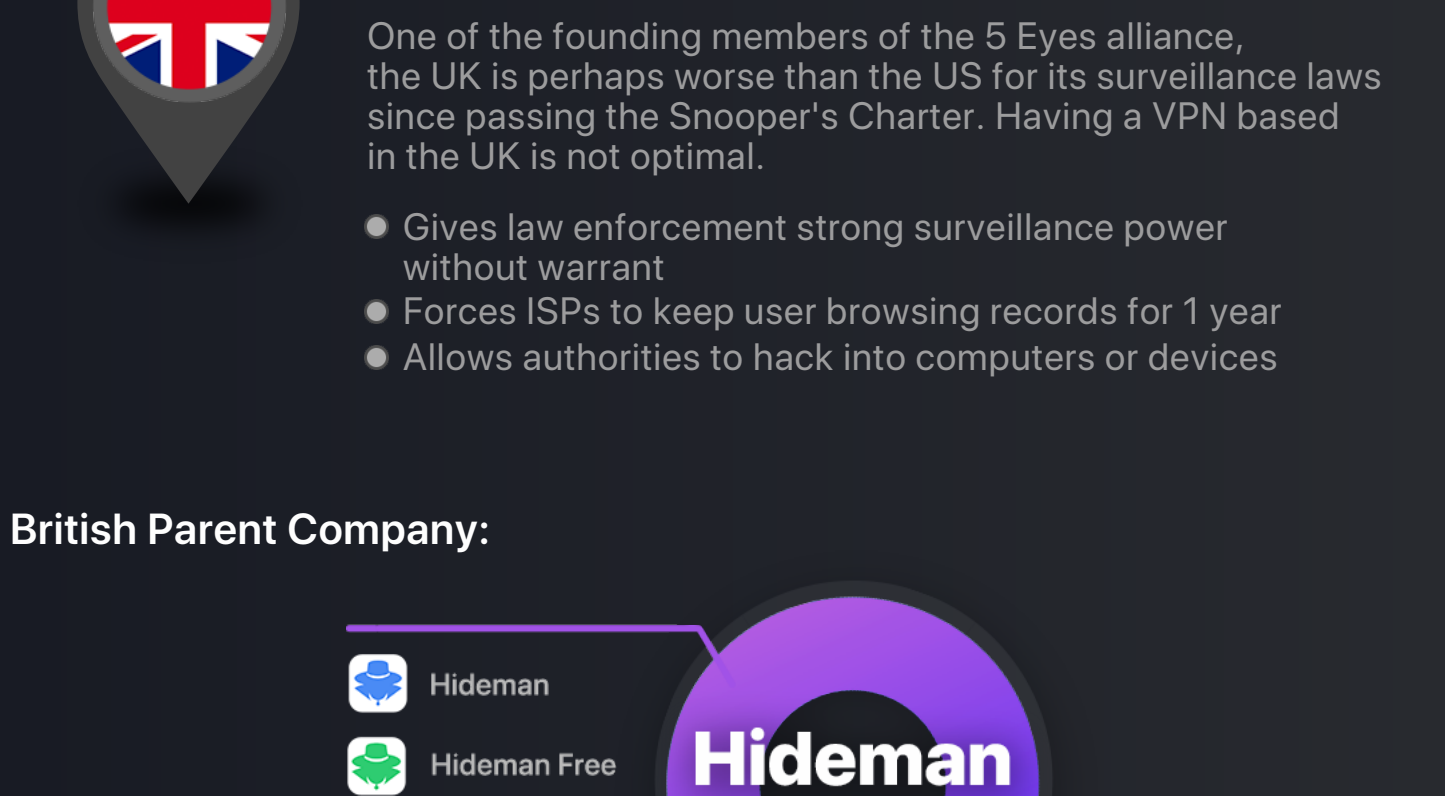 One of the founding members of the 5 Eyes alliance,
the UK is perhaps worse than the US for its surveillance laws
since passing the Snooper's Charter. Having a VPN based
in the UK is not optimal.
Gives law enforcement strong surveillance power
without warrant
Forces ISPs to keep user browsing records for 1 year
Allows authorities to hack into computers or devices
British Parent Company:
Hideman
Hideman Free
Hideman